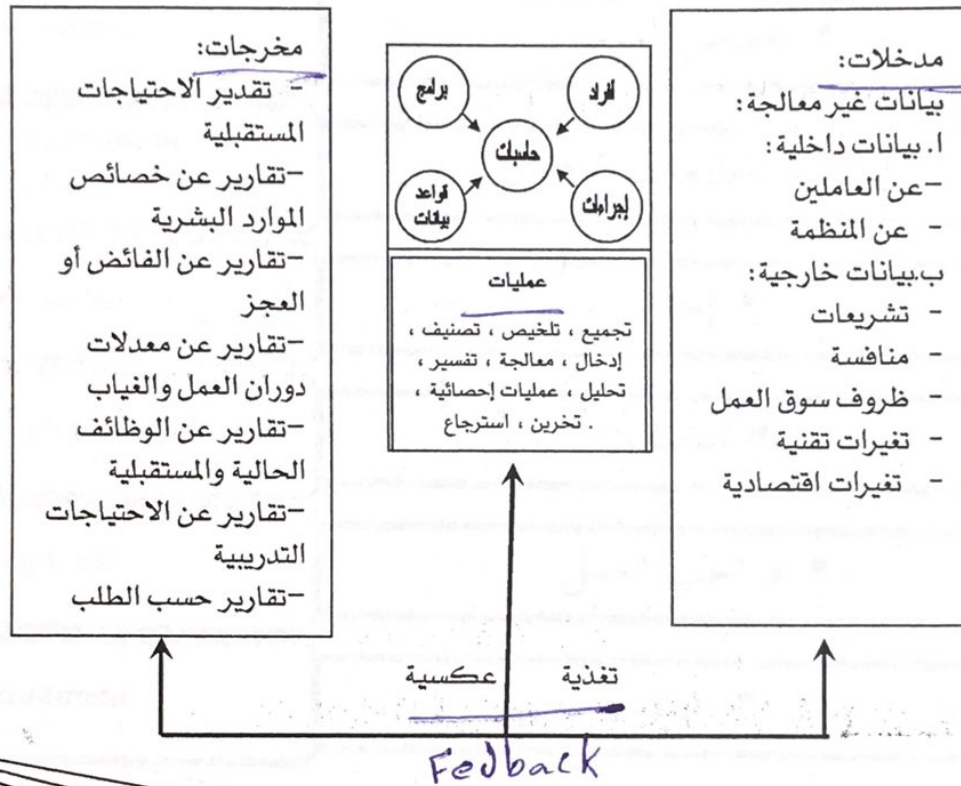 مدخلات:
بيانات غير معالجة:
ا. بيانات داخلية:
-عن العاملين
- عن المنظمة
ب.بيانات خارجية:
- تشريعات
- منافسة
- ظروف سوق العمل
- تغيرات تقنية
- تغيرات اقتصادية
افراد
برامج
حاسبك
إجراءات
قواعد
بيانات
عمليات
تجميع ، تلخيص ، تصنيف ،
إدخال ، معالجة ، تفسير ،
تحليل ، عمليات إحصائية ،
تخرين ، استرجاع .
مخرجات:
- تقدير الاحتياجات
المستقبلية
-تقارير عن خصائص
الموارد البشرية
-تقارير عن الفائض أو
العجز
-تقارير عن معدلات
دوران العمل والغياب
-تقارير عن الوظائف
الحالية والمستقبلية
-تقارير عن الاحتياجات
التدريبية
-تقارير حسب الطلب
تغدية عكسية
Fedback